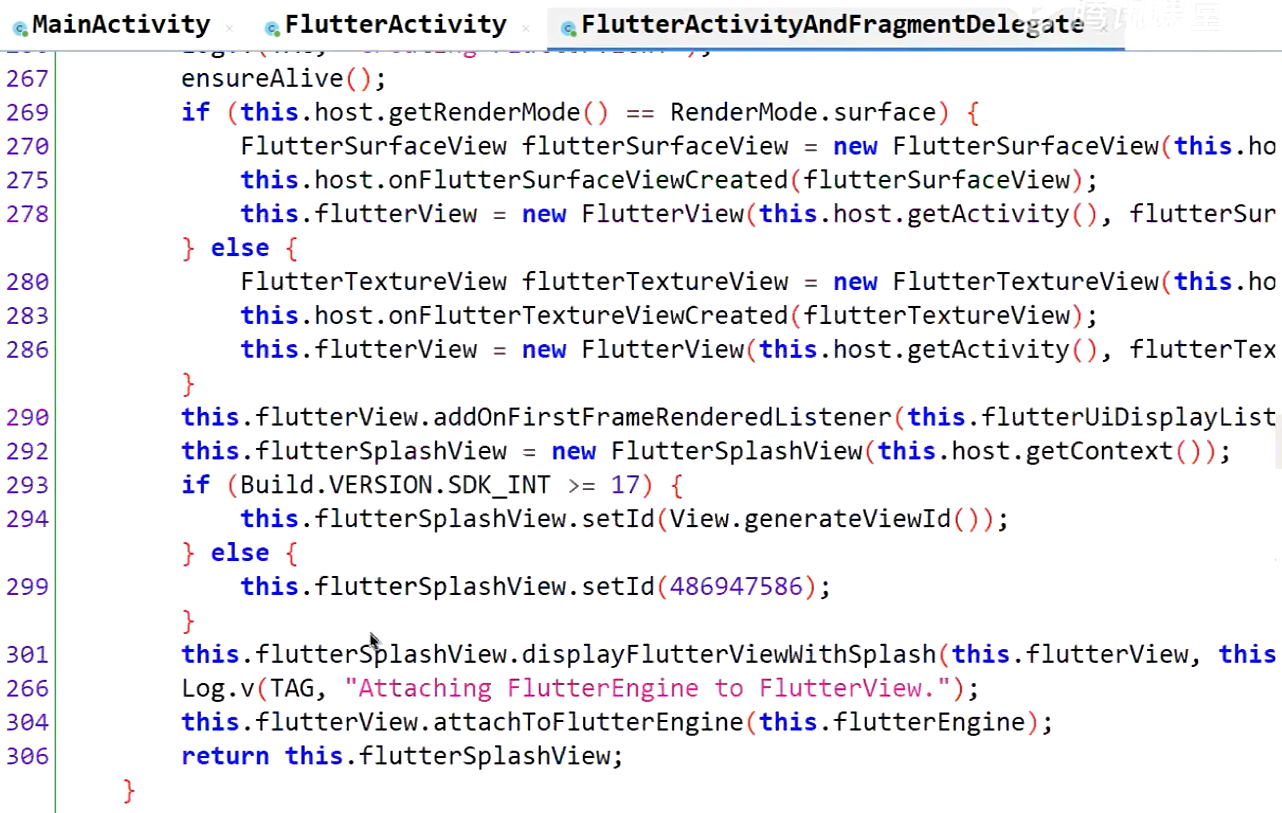 MainActivity FlutterActivity FlutterActivityAndFragmentDelegate
267 ensureAlive();
269 if (this.host.getRenderMode() == RenderMode.surface) {
270 FlutterSurfaceView flutterSurfaceView = new FlutterSurfaceView(this.ho
275 this.host.onFlutterSurfaceViewCreated(flutterSurfaceView);
278 this.flutterView = new FlutterView(this.host.getActivity(), flutterSur
} else {
280 FlutterTextureView flutterTextureView = new FlutterTextureView(this.ho
283 this.host.onFlutterTextureViewCreated(flutterTextureView);
286 this.flutterView = new FlutterView(this.host.getActivity(), flutterTex
}
290 this.flutterView.addOnFirstFrameRenderedListener(this.flutterUiDisplayList
292 this.flutterSplashView = new FlutterSplashView(this.host.getContext());
293 if (Build.VERSION.SDK_INT >= 17) {
294 this.flutterSplashView.setId(View.generateViewId());
} else {
299 this.flutterSplashView.setId(486947586);
}
301 this.flutterSplashView.displayFlutterViewWithSplash(this.flutterView, this
266 Log.v(TAG, "Attaching FlutterEngine to FlutterView.");
304 this.flutterView.attachToFlutterEngine(this.flutterEngine);
306 return this.flutterSplashView;
}